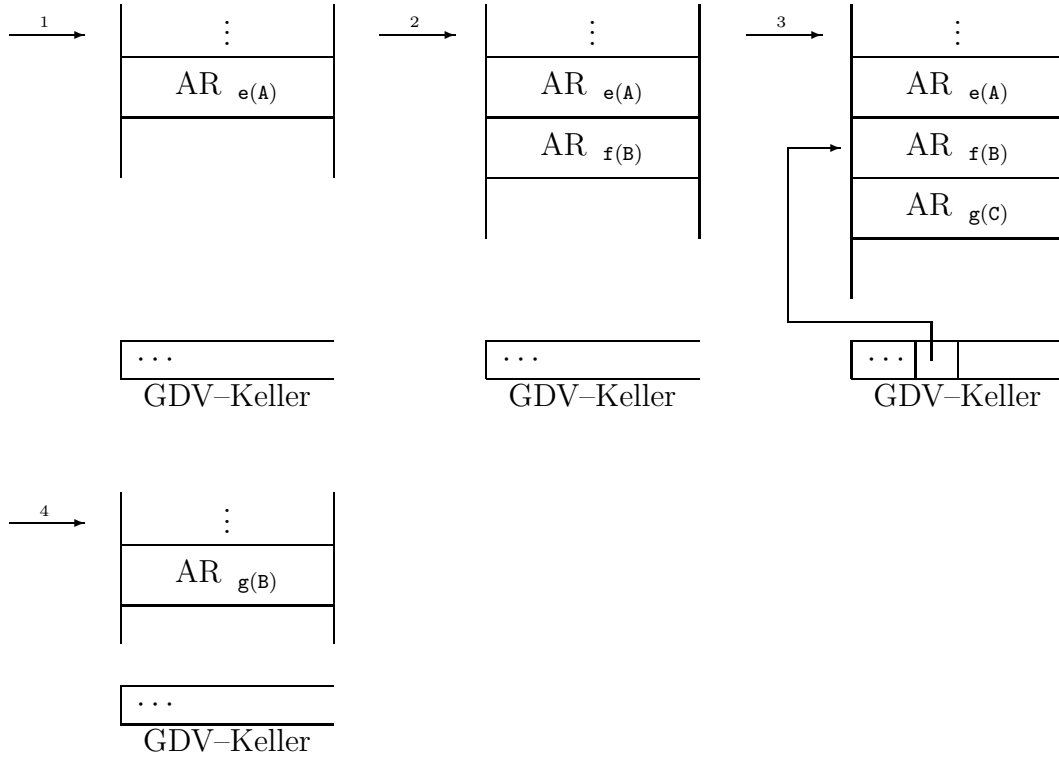 1
⋮
AR e(A)
· · ·
GDV–Keller
2
⋮
AR e(A)
AR f(B)
· · ·
GDV–Keller
3
⋮
AR e(A)
AR f(B)
AR g(C)
· · ·
GDV–Keller
4
⋮
AR g(B)
· · ·
GDV–Keller